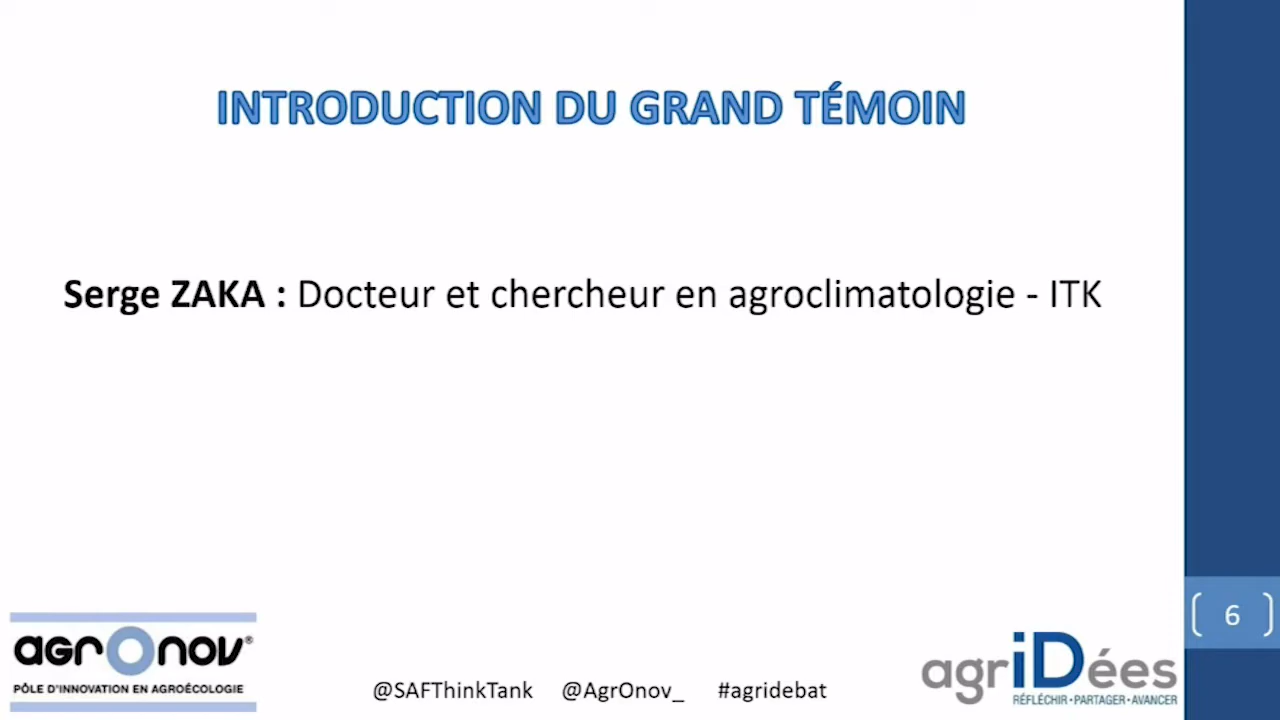 INTRODUCTION DU GRAND TÉMOIN
Serge ZAKA : Docteur et chercheur en agroclimatologie - ITK
6
agrOnov®
PÔLE D'INNOVATION EN AGROÉCOLOGIE
@SAFThinkTank @AgrOnov_ #agridebat
agriDées
RÉFLÉCHIR • PARTAGER • AVANCER